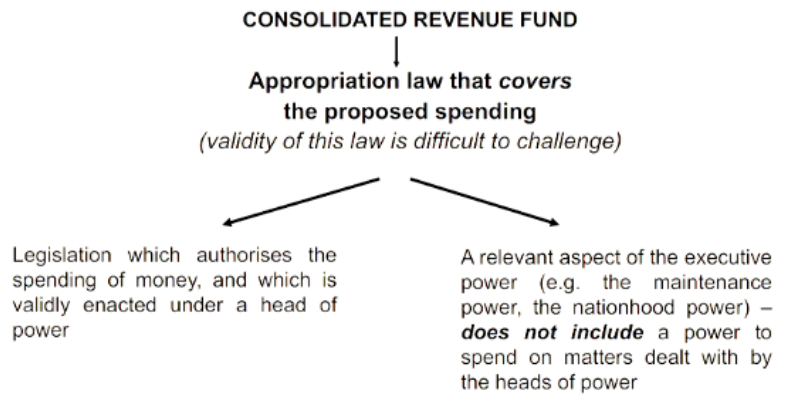 CONSOLIDATED REVENUE FUND
Appropriation law that covers
the proposed spending
(validity of this law is difficult to challenge)
Legislation which authorises the
spending of money, and which is
validly enacted under a head of
power
A relevant aspect of the executive
power (e.g. the maintenance
power, the nationhood power) –
does not include a power to
spend on matters dealt with by
the heads of power